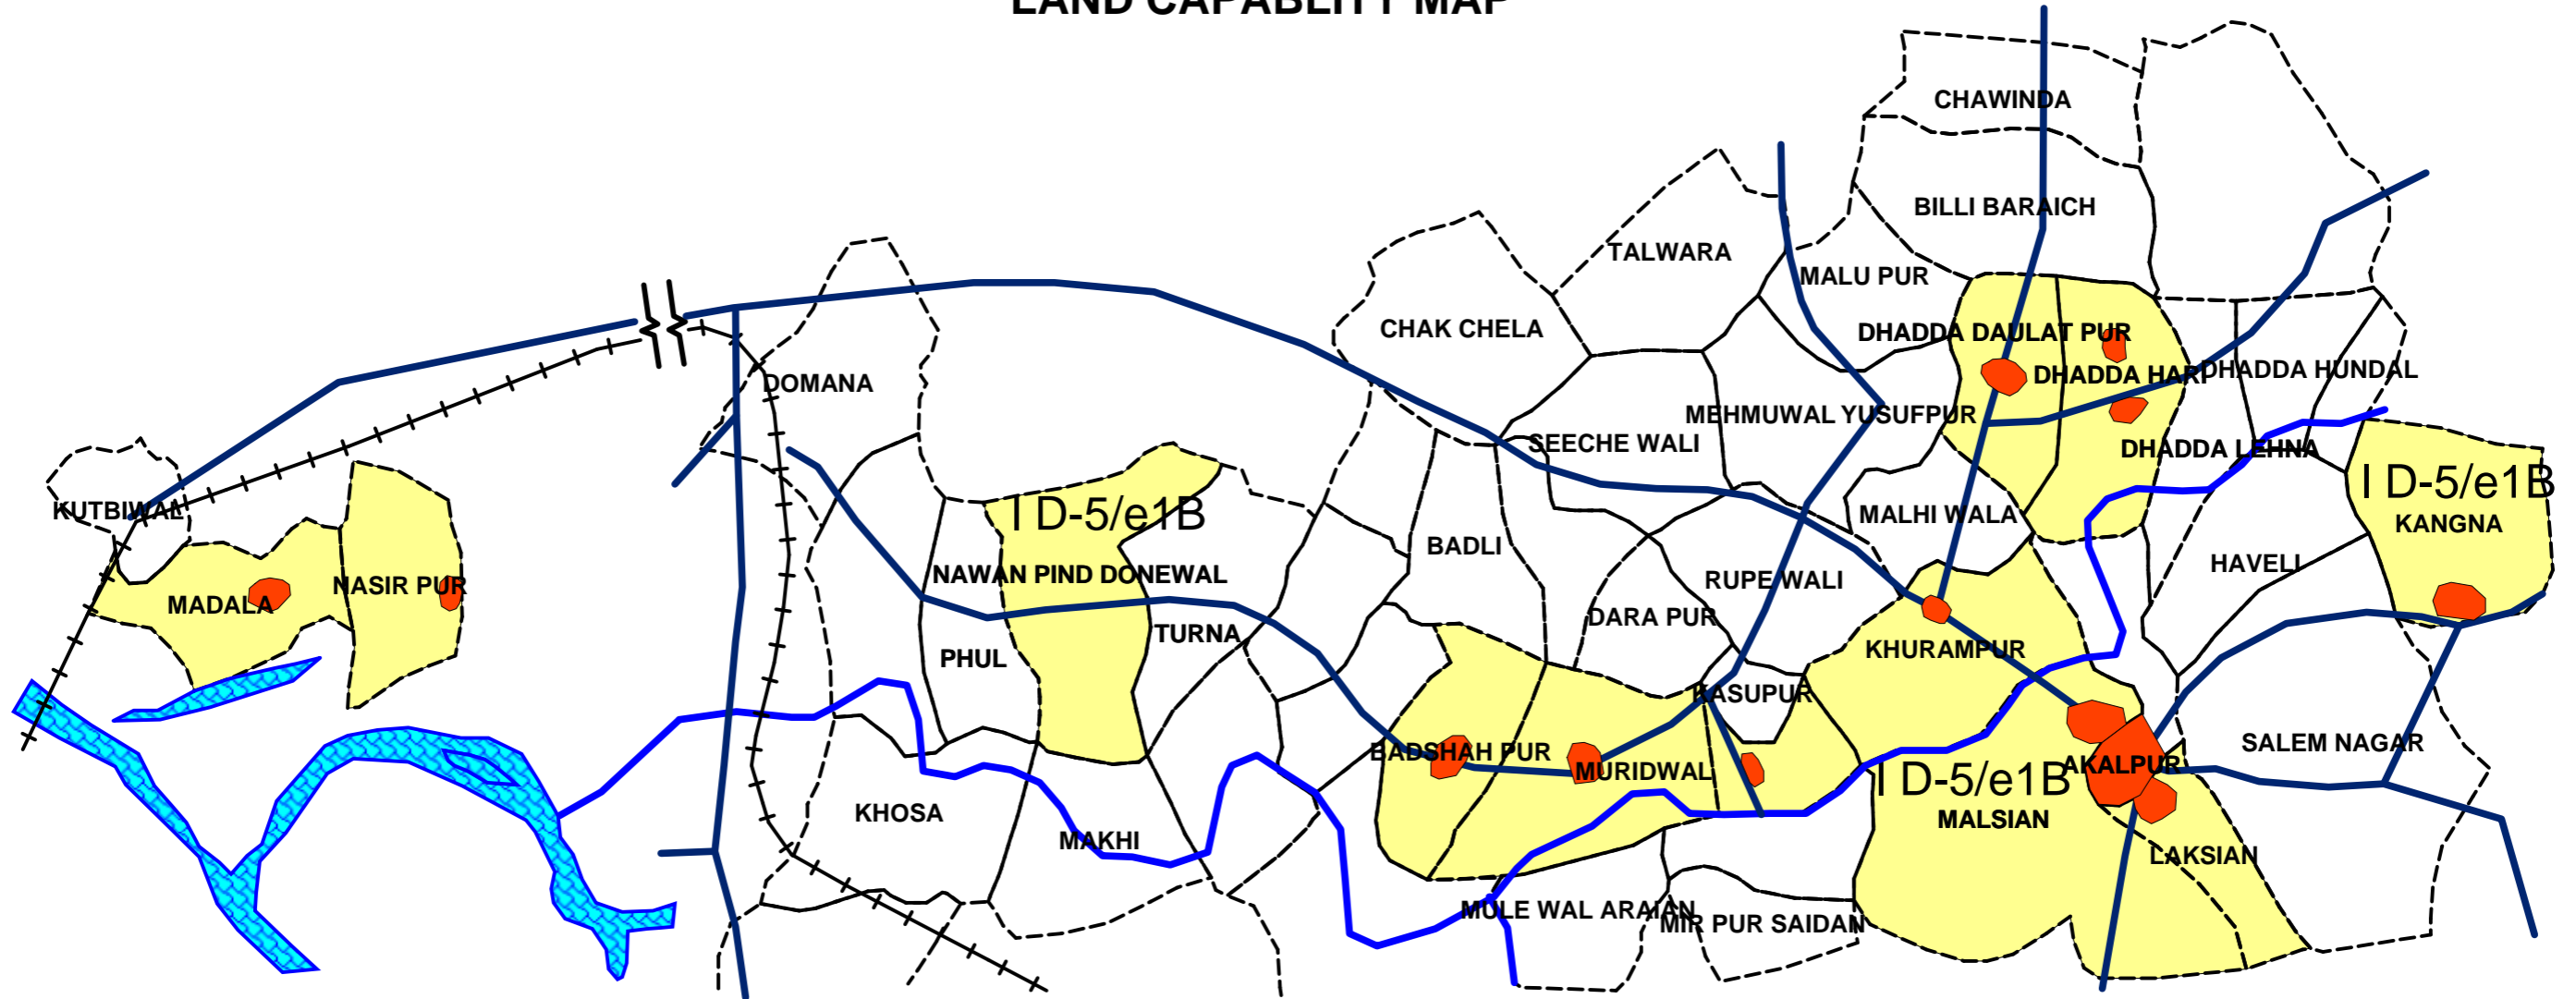 LAND CAPABLITY MAP
CHAWINDA
BILLI BARAICH
TALWARA
MALU PUR
CHAK CHELA
DHADDA DAULAT PUR
DOMANA
DHADDA HARI
DHADDA HUNDAL
MEHMUWAL YUSUFPUR
SEECHE WALI
DHADDA LEHNA
I D-5/e1B
KUTBIWAL
I D-5/e1B
MALHI WALA
KANGNA
BADLI
HAVELI
NAWAN PIND DONEWAL
NASIR PUR
RUPE WALI
MADALA
DARA PUR
TURNA
KHURAMPUR
PHUL
KASUPUR
SALEM NAGAR
BADSHAH PUR
MURIDWAL
AKALPUR
I D-5/e1B
KHOSA
MALSIAN
MAKHI
LAKSIAN
MULE WAL ARAIAN
MIR PUR SAIDAN